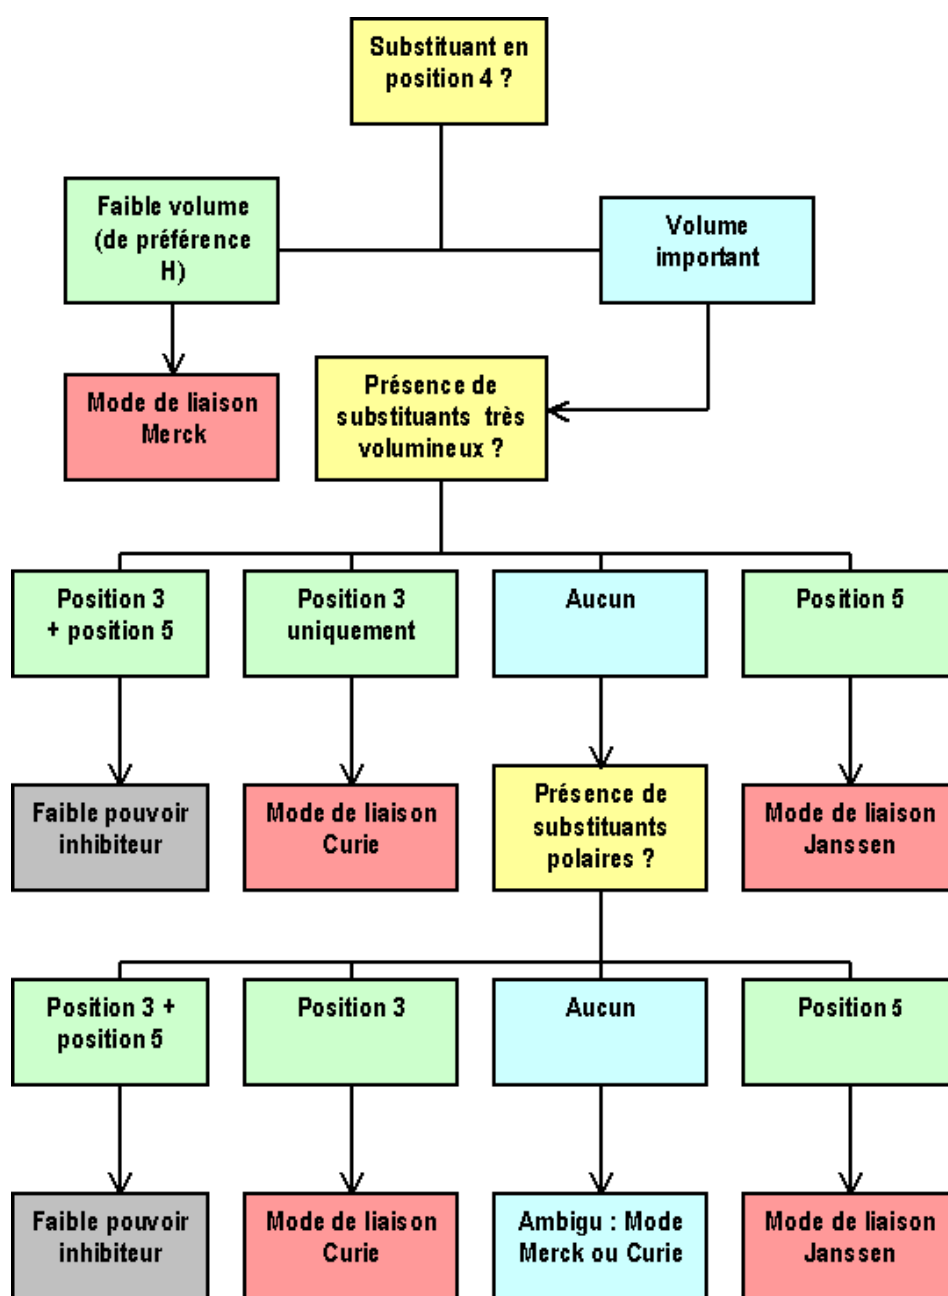 Substituant en
position 4 ?
Faible volume
(de préférence
H)
Volume
important
Mode de liaison
Merck
Présence de
substituants très
volumineux ?
Position 3
+ position 5
Position 3
uniquement
Aucun
Position 5
Faible pouvoir
inhibiteur
Mode de liaison
Curie
Présence de
substituants
polaires ?
Mode de liaison
Janssen
Position 3 +
position 5
Position 3
Aucun
Position 5
Faible pouvoir
inhibiteur
Mode de liaison
Curie
Ambigu : Mode
Merck ou Curie
Mode de liaison
Janssen